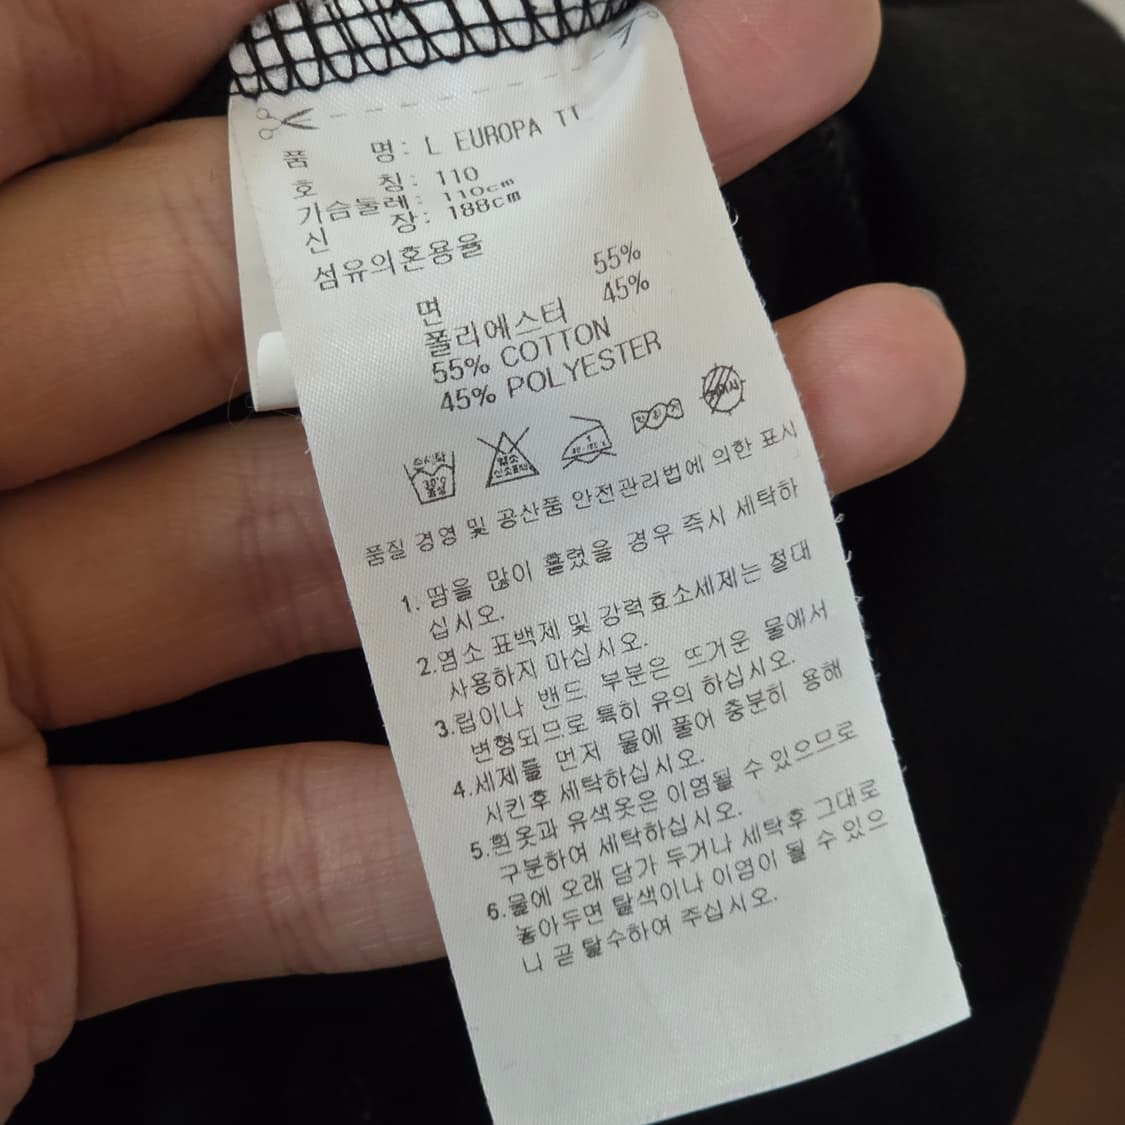 품 명: L EUROPA TT
호 칭: 110
가슴둘레: 110cm
신 장: 188cm
섬유의혼용율
면 55%
폴리에스터 45%
55% COTTON
45% POLYESTER
30℃
염소
품질 경영 및 공산품 안전관리법에 의한 표시
1. 땀을 많이 흘렸을 경우 즉시 세탁하
십시오.
2.염소 표백제 및 강력효소세제는 절대
사용하지 마십시오.
3.립이나 밴드 부분은 뜨거운 물에서
변형되므로 특히 유의 하십시오.
4.세제를 먼저 물에 풀어 충분히 용해
시킨후 세탁하십시오.
5.흰옷과 유색옷은 이염될 수 있으므로
구분하여 세탁하십시오.
6.물에 오래 담가 두거나 세탁후 그대로
놓아두면 탈색이나 이염이 될 수 있으
니 곧 탈수하여 주십시오.